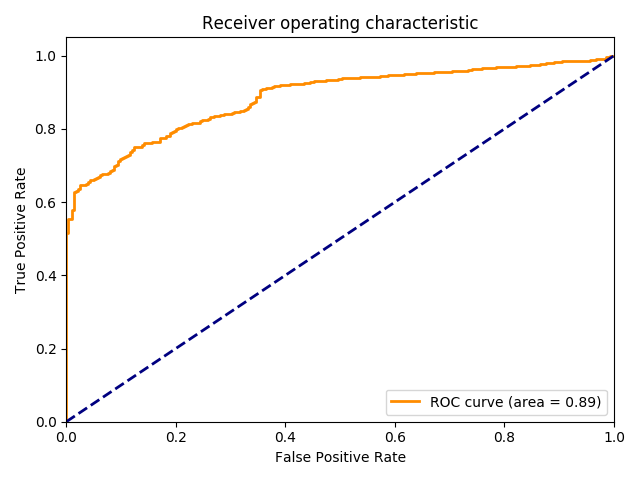 Receiver operating characteristic
True Positive Rate
1.0
0.8
0.6
0.4
0.2
0.0
ROC curve (area = 0.89)
0.0 0.2 0.4 0.6 0.8 1.0
False Positive Rate